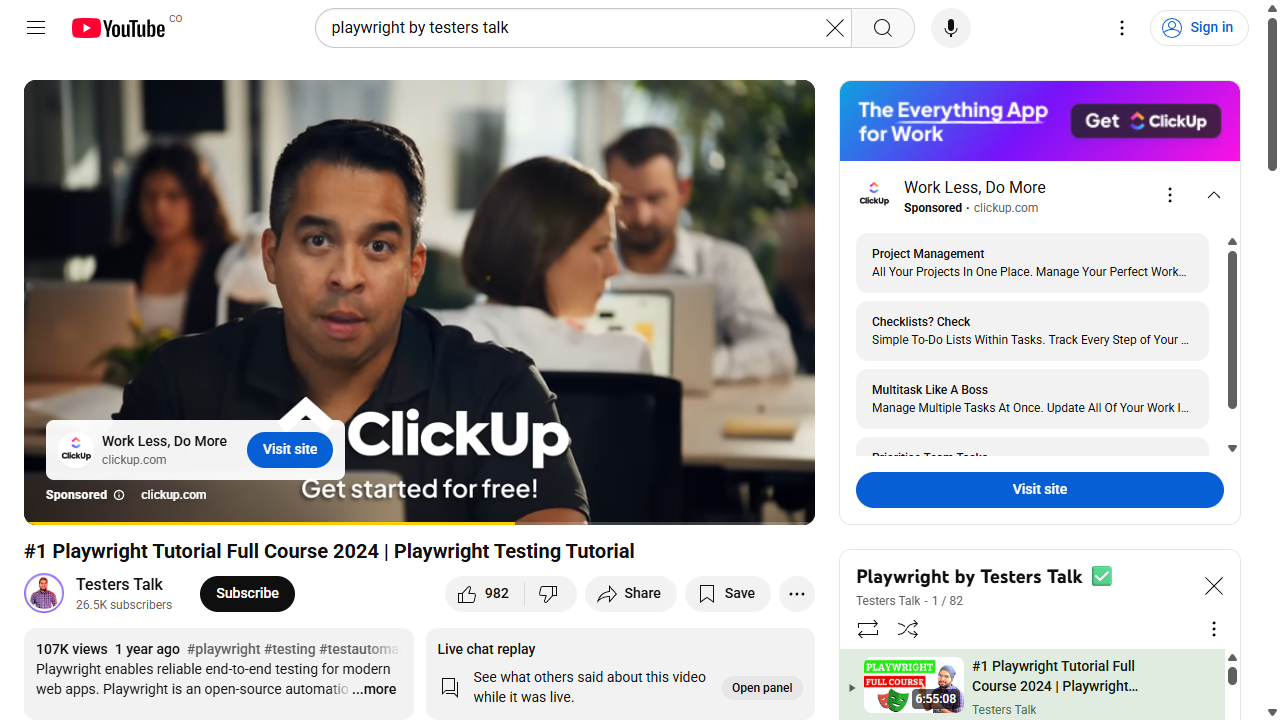 YouTube CO
playwright by testers talk
Sign in
The Everything App
for Work
Get ClickUp
ClickUp
Work Less, Do More
Sponsored · clickup.com
Project Management
All Your Projects In One Place. Manage Your Perfect Work...
Checklists? Check
Simple To-Do Lists Within Tasks. Track Every Step of Your ...
Multitask Like A Boss
Manage Multiple Tasks At Once. Update All Of Your Work I...
Prioritise Team Tasks
Visit site
ClickUp
Get started for free!
ClickUp
Work Less, Do More
clickup.com
Visit site
Sponsored clickup.com
#1 Playwright Tutorial Full Course 2024 | Playwright Testing Tutorial
Testers Talk
26.5K subscribers
Subscribe
982
Share
Save
107K views 1 year ago #playwright #testing #testautoma
Playwright enables reliable end-to-end testing for modern
web apps. Playwright is an open-source automatio ...more
Live chat replay
See what others said about this video
while it was live.
Open panel
Playwright by Testers Talk ✅
Testers Talk - 1 / 82
PLAYWRIGHT
FULL COURSE
6:55:08
#1 Playwright Tutorial Full
Course 2024 | Playwright...
Testers Talk